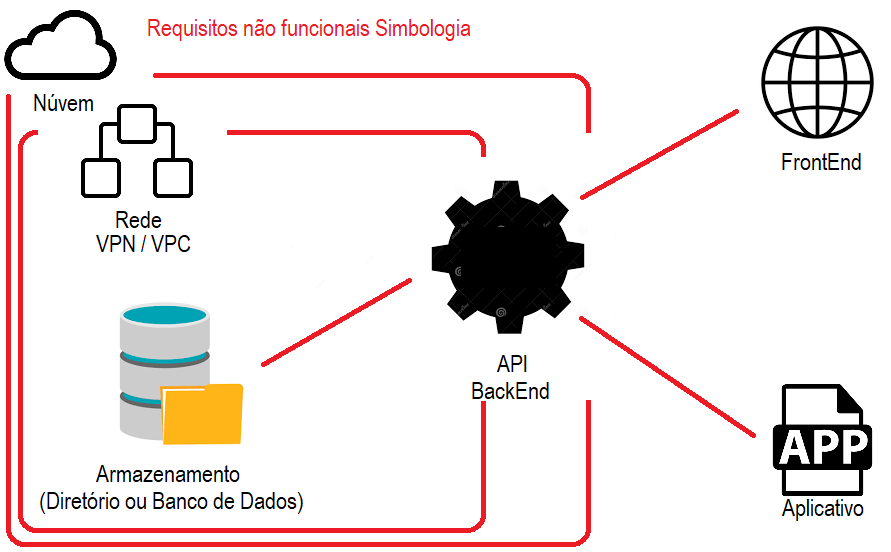 Requisitos não funcionais Simbologia
Núvem
Rede
VPN / VPC
FrontEnd
API
BackEnd
Armazenamento
(Diretório ou Banco de Dados)
APP
Aplicativo